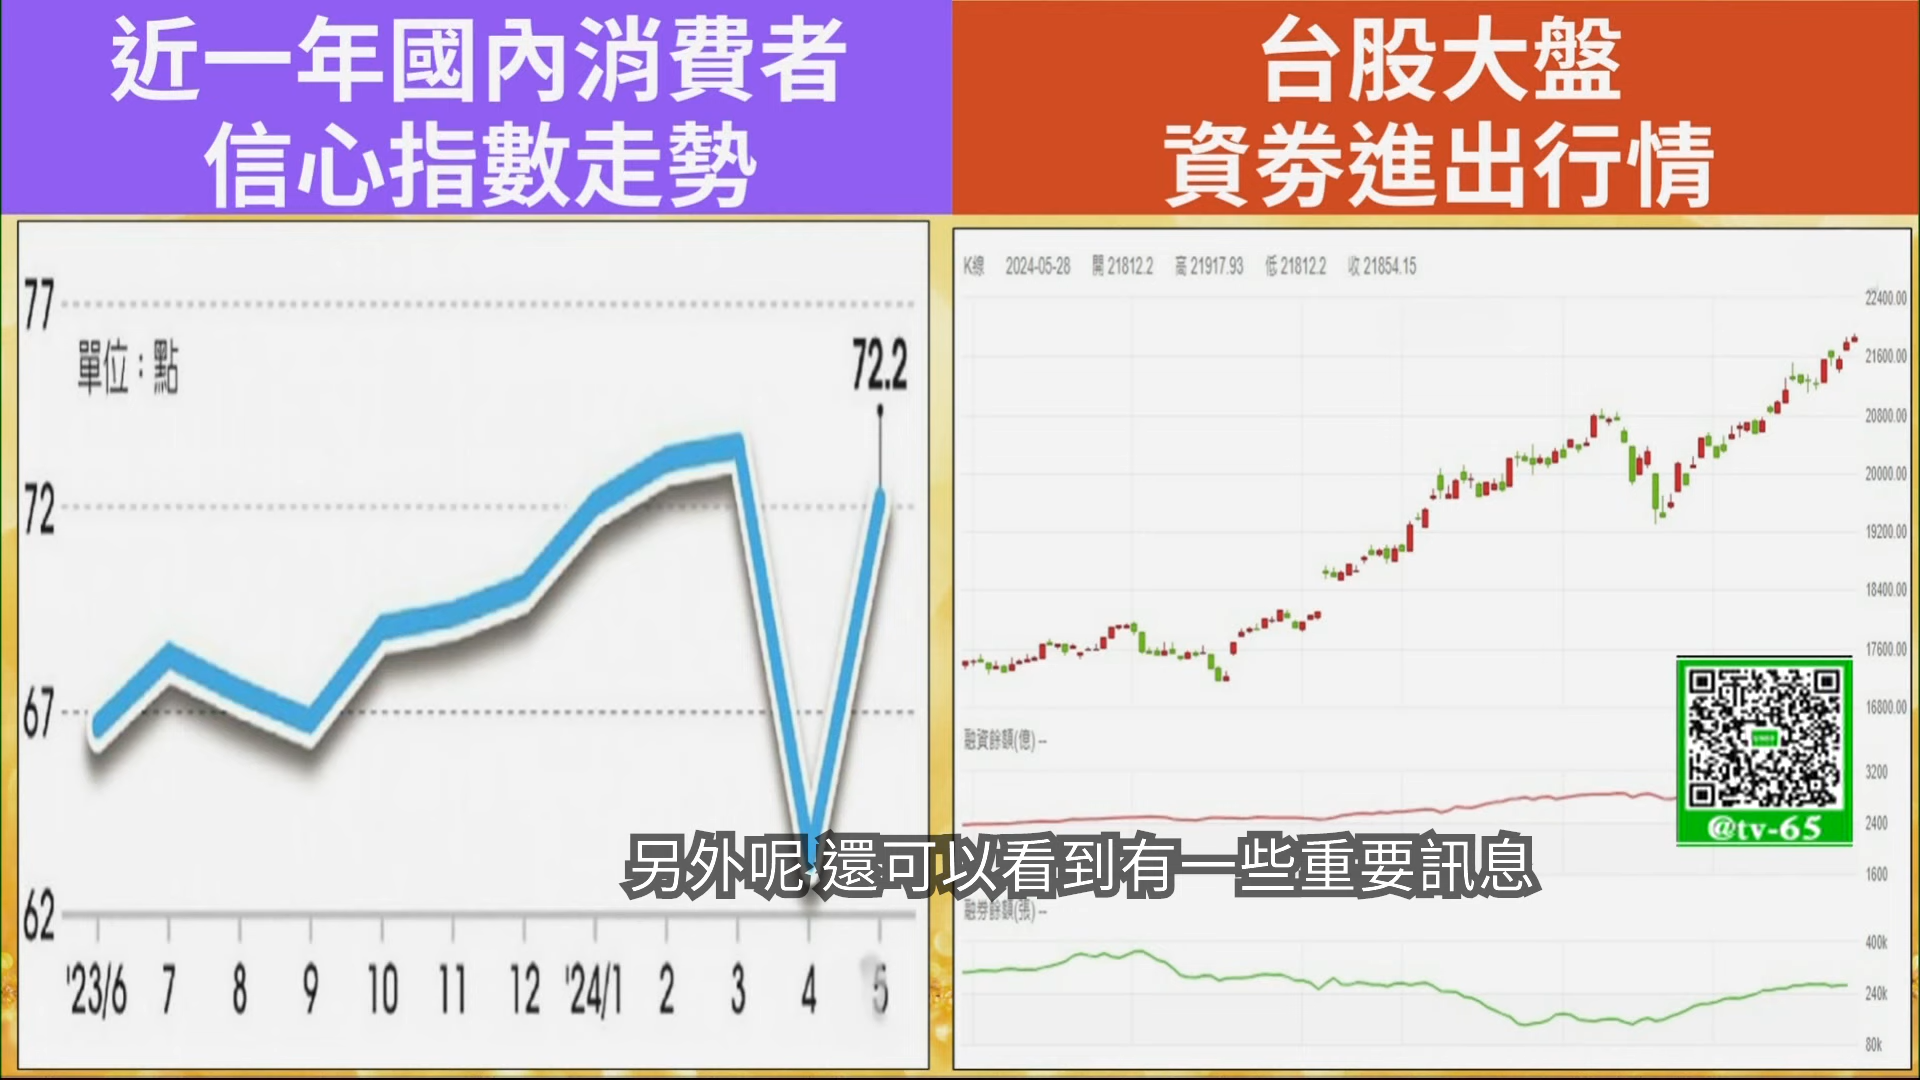 近一年國內消費者
信心指數走勢
台股大盤
資券進出行情
77
單位：點
72.2
72
67
62
'23/6 7 8 9 10 11 12 '24/1 2 3 4 5
K線 2024-05-28 開 21812.2 高 21917.93 低 21812.2 收 21854.15
22400.00
21600.00
20800.00
20000.00
19200.00
18400.00
17600.00
16800.00
融資餘額(億) --
3200
2400
1600
@tv-65
另外呢 還可以看到有一些重要訊息
融券餘額(張) --
400k
240k
80k